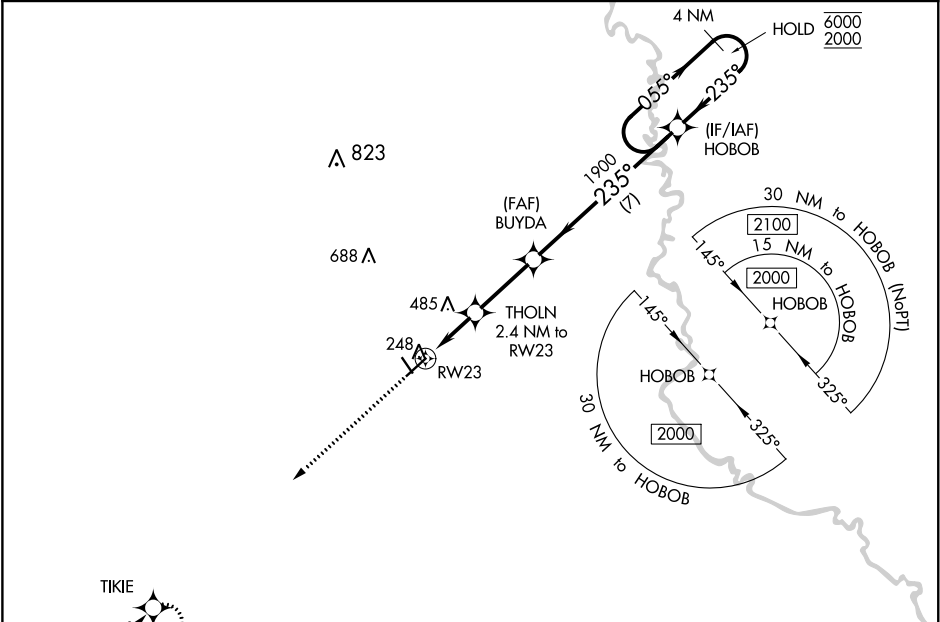 4 NM
HOLD 6000
2000
055°
235°
(IF/IAF)
HOBOB
823
1900
235°
(7)
(FAF)
BUYDA
688
30 NM to HOBOB (NoPT)
2100
145°
15 NM to HOBOB
2000
HOBOB
325°
485
THOLN
2.4 NM to
RW23
248
RW23
145°
HOBOB
325°
2000
30 NM to HOBOB
TIKIE